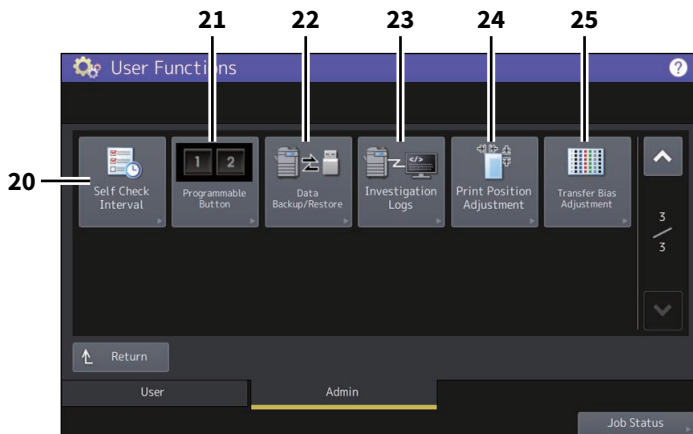 21 22 23 24 25
User Functions ?
20
1 2
Self Check
Interval
Programmable
Button
Data
Backup/Restore
</>
Investigation
Logs
Print Position
Adjustment
Transfer Bias
Adjustment
3
3
Return
User Admin
Job Status